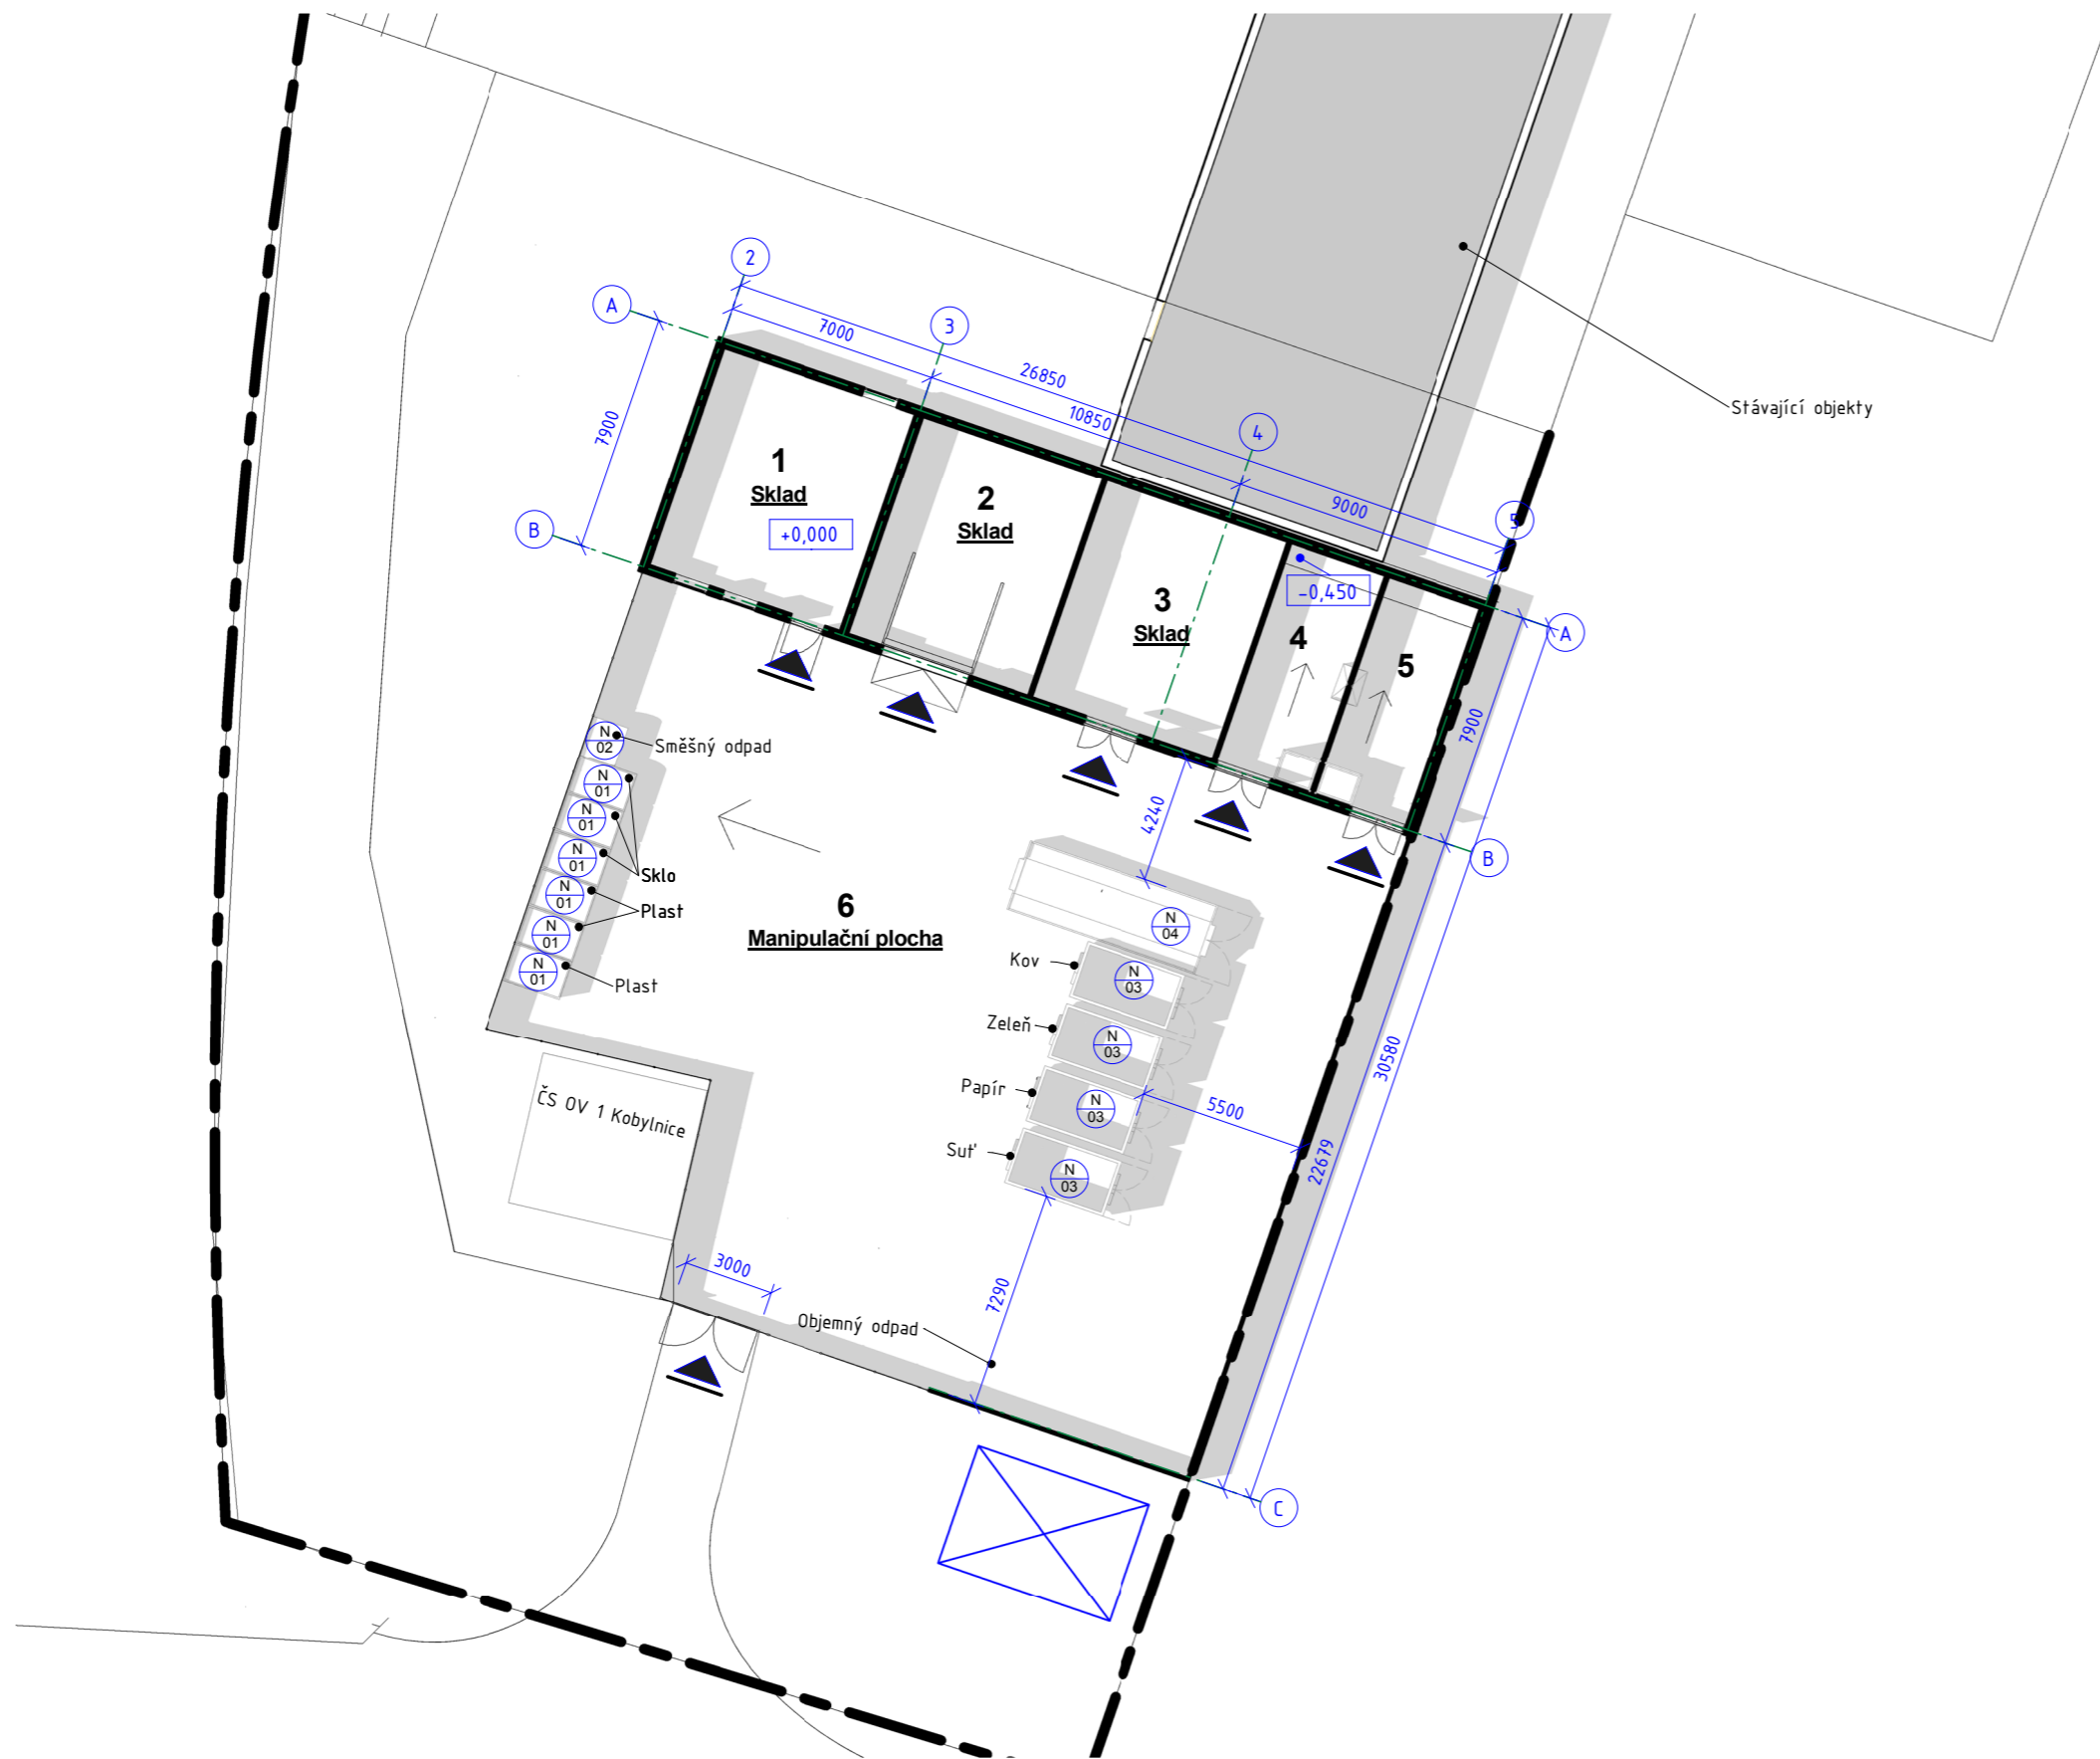 2
A
3
7000
26850
4
7900
10850
Stávající objekty
1
Sklad
+0,000
2
Sklad
9000
5
B
3
Sklad
-0,450
4
5
A
7900
N
02
Směšný odpad
N
01
N
01
N
01
N
01
N
01
N
01
Sklo
Plast
Plast
4240
B
6
Manipulační plocha
N
04
Kov
N
03
Zeleň
N
03
Papír
N
03
Suť
N
03
5500
30580
22679
ČS OV 1 Kobylnice
3000
7290
Objemný odpad
C